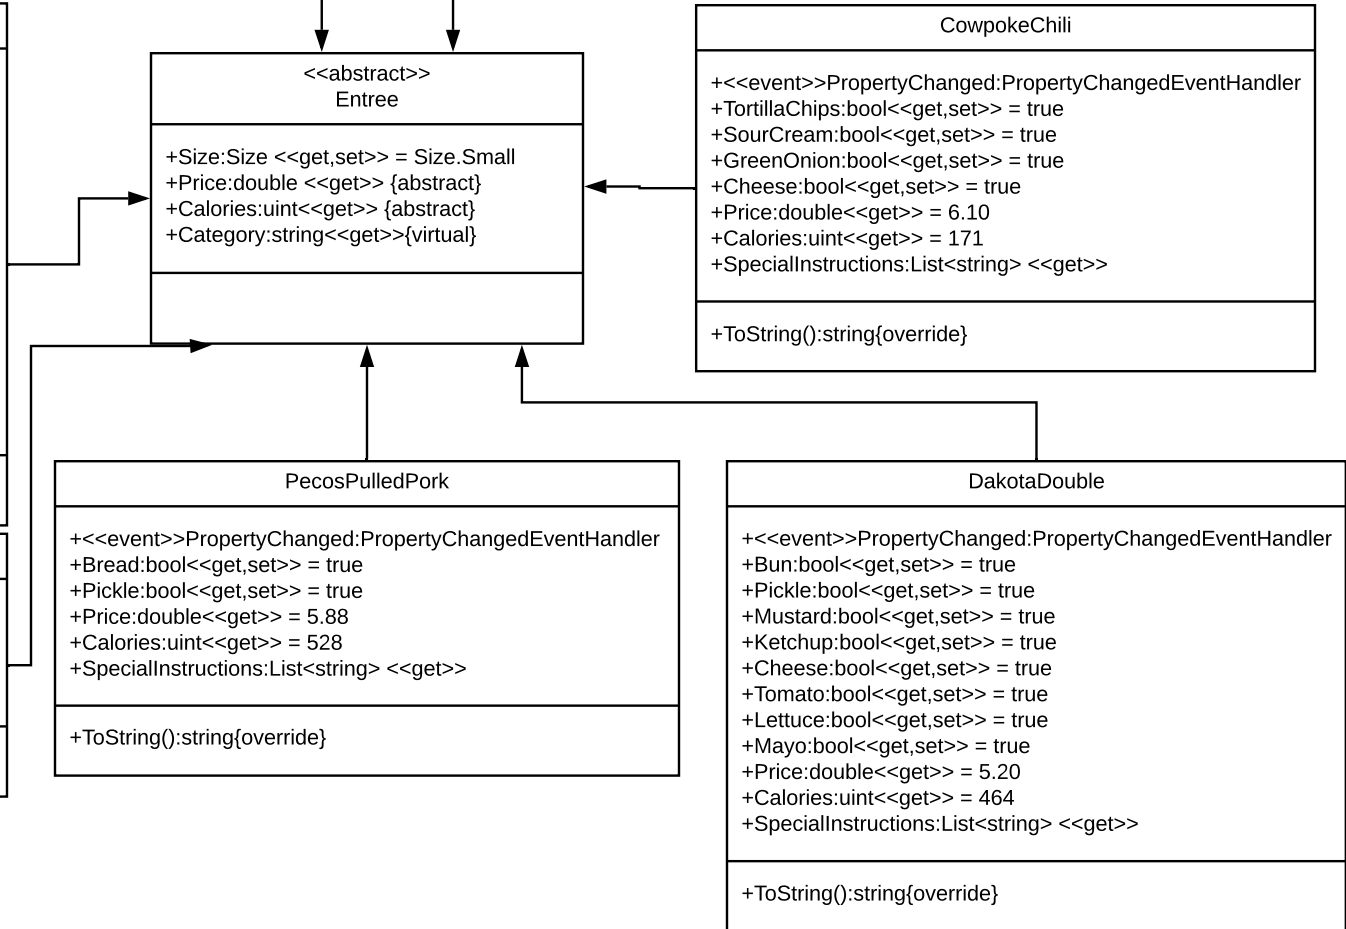 <<abstract>>
Entree
+Size:Size <<get,set>> = Size.Small
+Price:double <<get>> {abstract}
+Calories:uint<<get>> {abstract}
+Category:string<<get>>{virtual}
CowpokeChili
+<<event>>PropertyChanged:PropertyChangedEventHandler
+TortillaChips:bool<<get,set>> = true
+SourCream:bool<<get,set>> = true
+GreenOnion:bool<<get,set>> = true
+Cheese:bool<<get,set>> = true
+Price:double<<get>> = 6.10
+Calories:uint<<get>> = 171
+SpecialInstructions:List<string> <<get>>
+ToString():string{override}
PecosPulledPork
+<<event>>PropertyChanged:PropertyChangedEventHandler
+Bread:bool<<get,set>> = true
+Pickle:bool<<get,set>> = true
+Price:double<<get>> = 5.88
+Calories:uint<<get>> = 528
+SpecialInstructions:List<string> <<get>>
+ToString():string{override}
DakotaDouble
+<<event>>PropertyChanged:PropertyChangedEventHandler
+Bun:bool<<get,set>> = true
+Pickle:bool<<get,set>> = true
+Mustard:bool<<get,set>> = true
+Ketchup:bool<<get,set>> = true
+Cheese:bool<<get,set>> = true
+Tomato:bool<<get,set>> = true
+Lettuce:bool<<get,set>> = true
+Mayo:bool<<get,set>> = true
+Price:double<<get>> = 5.20
+Calories:uint<<get>> = 464
+SpecialInstructions:List<string> <<get>>
+ToString():string{override}